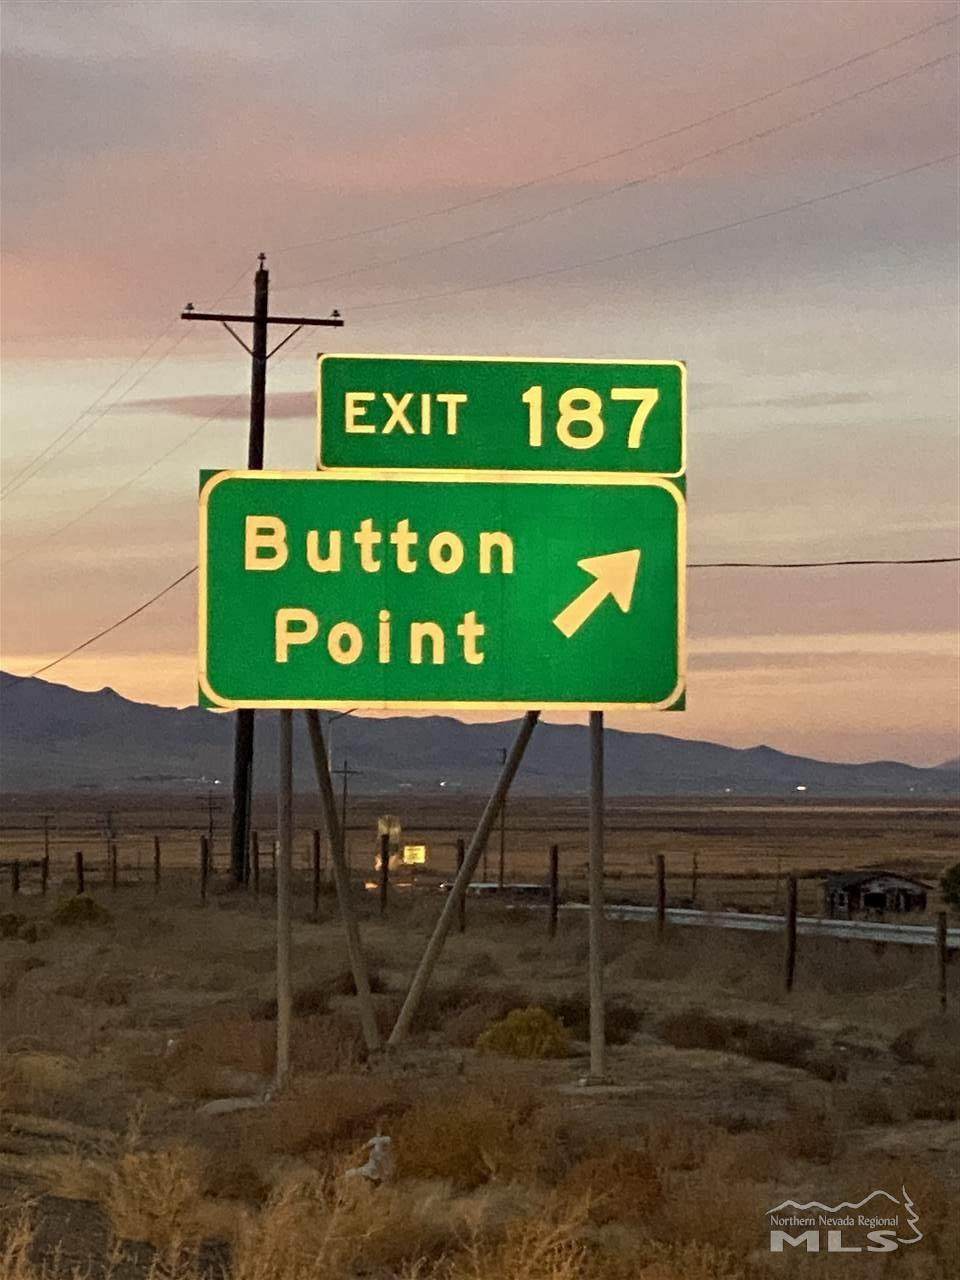 EXIT 187
Button
Point
Northern Nevada Regional
MLS